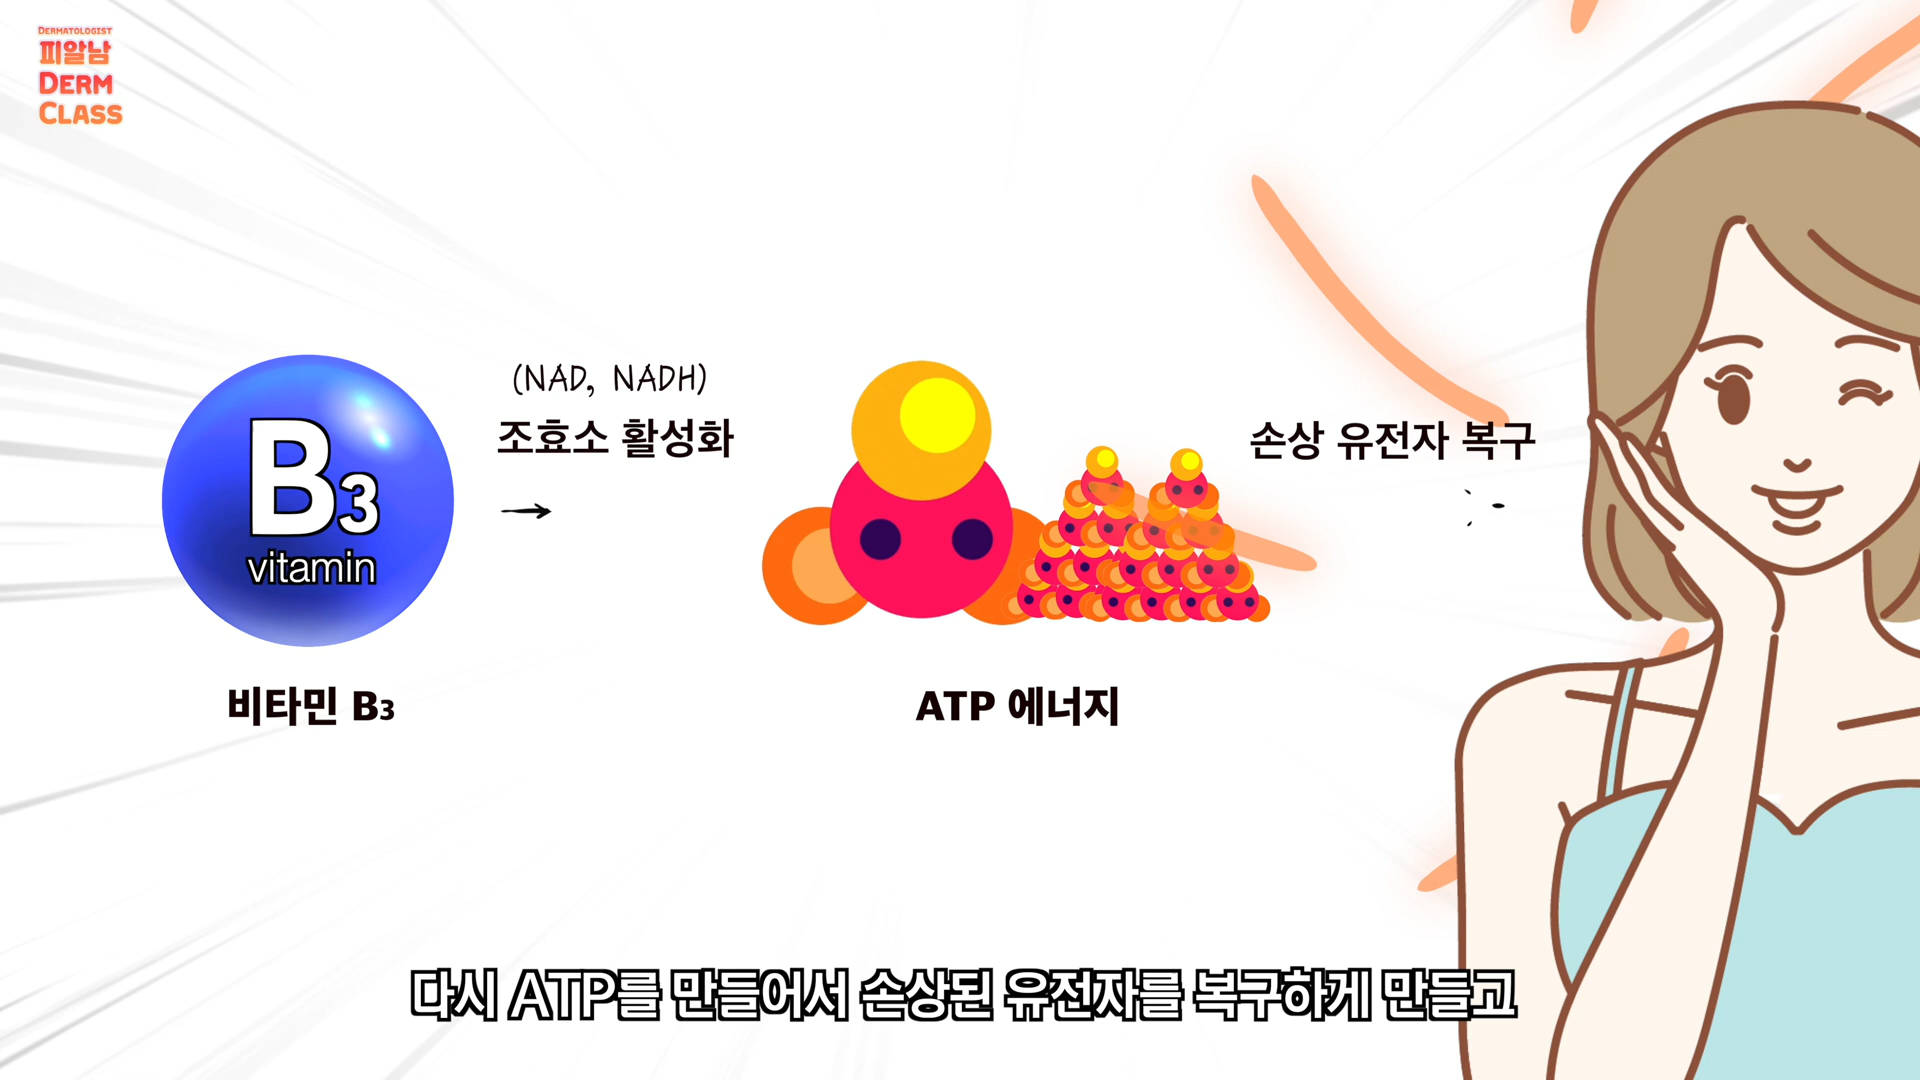 DERMATOLOGIST
피알남
DERM
CLASS
(NAD, NADH)
조효소 활성화
손상 유전자 복구
B3
vitamin
비타민 B3
ATP 에너지
다시 ATP를 만들어서 손상된 유전자를 복구하게 만들고